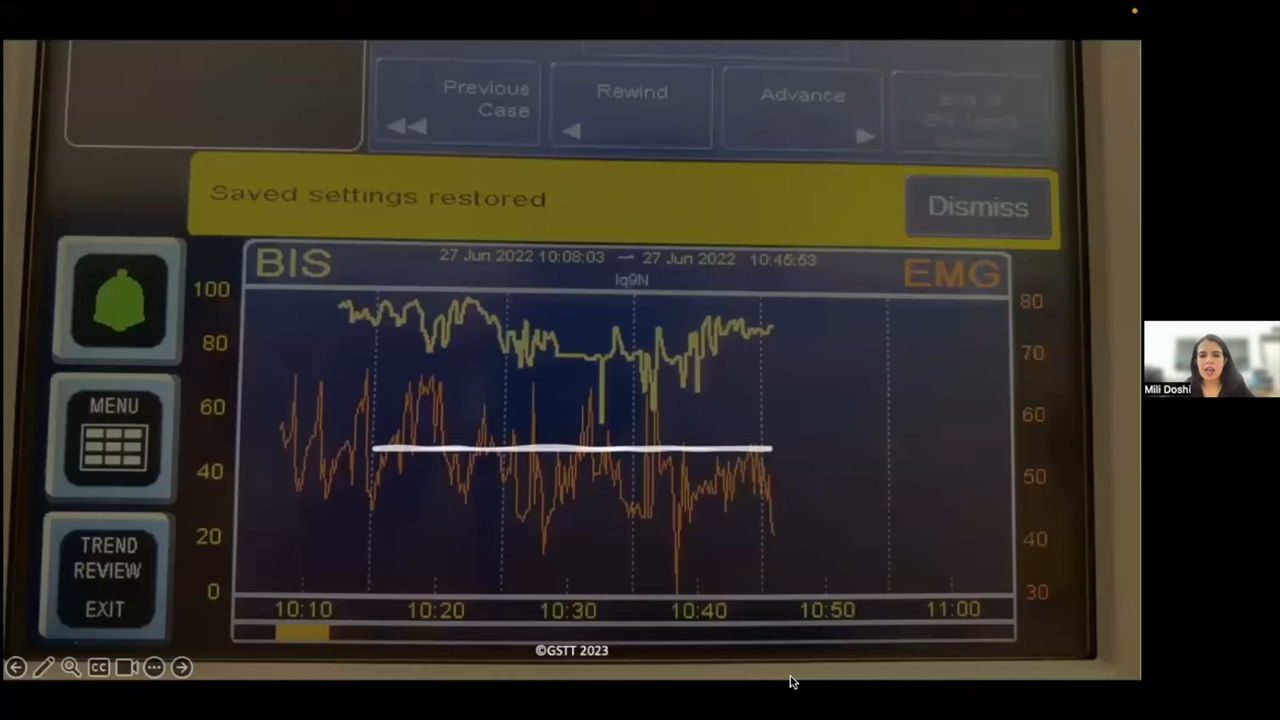 Previous
Case
Rewind
Advance
Saved settings restored
Dismiss
BIS
27 Jun 2022 10:08:03 — 27 Jun 2022 10:45:53
EMG
100
80
60
40
20
0
80
70
60
50
40
30
MENU
TREND
REVIEW
EXIT
10:10
10:20
10:30
10:40
10:50
11:00
©GSTT 2023
CC
Mili Doshi